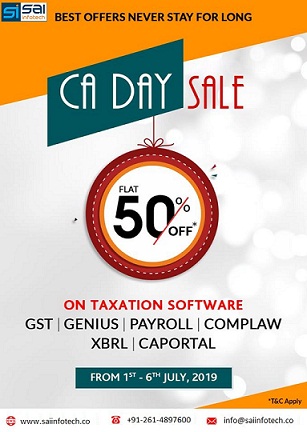 SI SAI
infotech
BEST OFFERS NEVER STAY FOR LONG
CA DAY SALE
FLAT
50%
OFF*
ON TAXATION SOFTWARE
GST | GENIUS | PAYROLL | COMPLAW
XBRL | CAPORTAL
FROM 1ST - 6TH JULY, 2019
*T&C Apply
www.saiinfotech.co
+91-261-4897600
info@saiinfotech.co